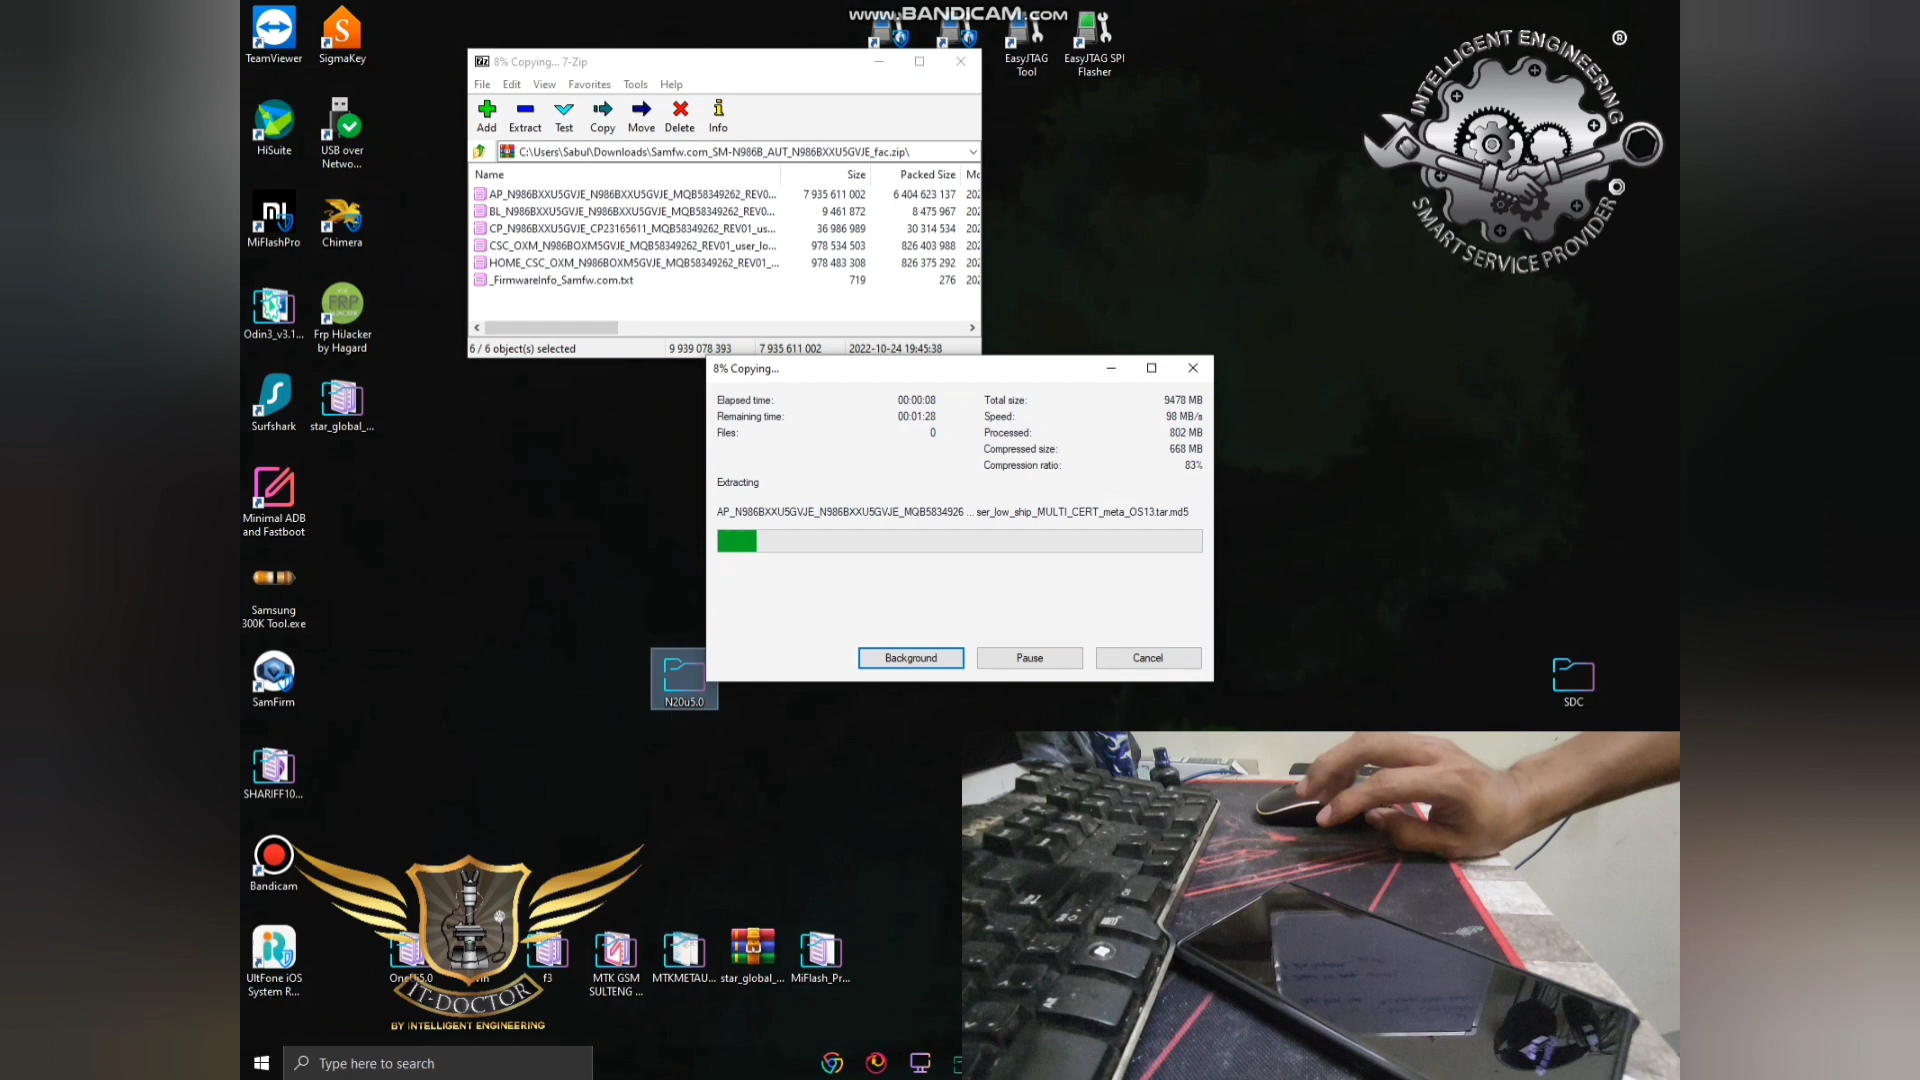 www.BANDICAM.com
TeamViewer
SigmaKey
HiSuite
USB over
Netwo...
MiFlashPro
Chimera
Odin3_v3.1...
Frp HiJacker
by Hagard
Surfshark
star_global_...
Minimal ADB
and Fastboot
Samsung
300K Tool.exe
SamFirm
SHARIFF10...
Bandicam
UltFone iOS
System R...
EasyJTAG
Tool
EasyJTAG SPI
Flasher
INTELLIGENT ENGINEERING
®
SMART SERVICE PROVIDER
8% Copying... 7-Zip
File Edit View Favorites Tools Help
Add Extract Test Copy Move Delete Info
C:\Users\Sabul\Downloads\Samfw.com_SM-N986B_AUT_N986BXXU5GVJE_fac.zip\
Name Size Packed Size
AP_N986BXXU5GVJE_N986BXXU5GVJE_MQB58349262_REV0... 7 935 611 002 6 404 623 137 202
BL_N986BXXU5GVJE_N986BXXU5GVJE_MQB58349262_REV0... 9 461 872 8 475 967 202
CP_N986BXXU5GVJE_CP23165611_MQB58349262_REV01_us... 36 986 989 30 314 534 202
CSC_OXM_N986BOXM5GVJE_MQB58349262_REV01_user_lo... 978 534 503 826 403 988 202
HOME_CSC_OXM_N986BOXM5GVJE_MQB58349262_REV01_... 978 483 308 826 375 292 202
_FirmwareInfo_Samfw.com.txt 719 276 202
6 / 6 object(s) selected 9 939 078 393 7 935 611 002 2022-10-24 19:45:38
8% Copying...
Elapsed time: 00:00:08 Total size: 9478 MB
Remaining time: 00:01:28 Speed: 98 MB/s
Files: 0 Processed: 802 MB
Compressed size: 668 MB
Compression ratio: 83%
Extracting
AP_N986BXXU5GVJE_N986BXXU5GVJE_MQB5834926 ... ser_low_ship_MULTI_CERT_meta_OS13.tar.md5
Background Pause Cancel
N20u5.0
SDC
f3
MTK GSM
SULTENG ...
MTKMETAU...
star_global_...
MiFlash_Pr...
IT-DOCTOR
BY INTELLIGENT ENGINEERING
Type here to search